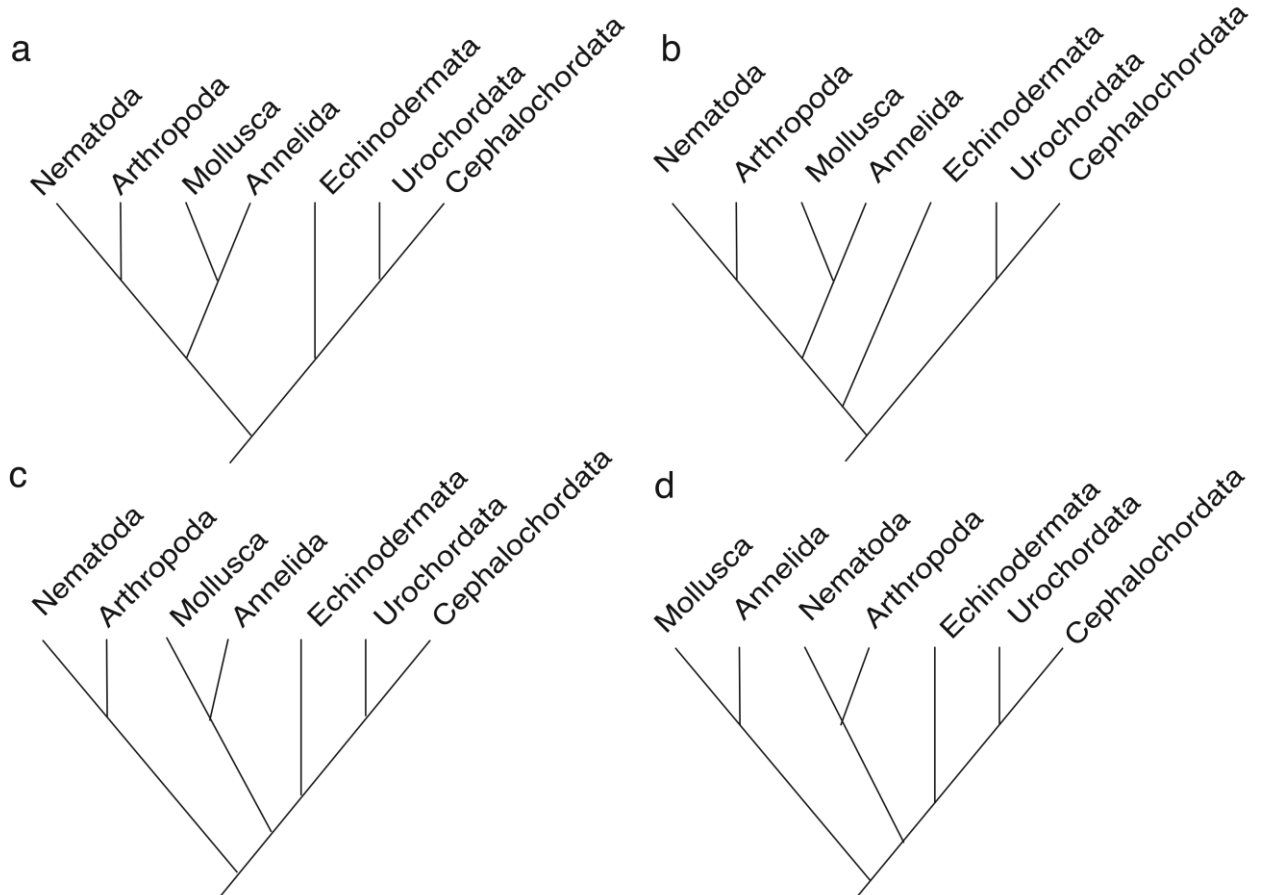 a
Nematoda
Arthropoda
Mollusca
Annelida
Echinodermata
Urochordata
Cephalochordata
b
Nematoda
Arthropoda
Mollusca
Annelida
Echinodermata
Urochordata
Cephalochordata
c
Nematoda
Arthropoda
Mollusca
Annelida
Echinodermata
Urochordata
Cephalochordata
d
Mollusca
Annelida
Nematoda
Arthropoda
Echinodermata
Urochordata
Cephalochordata